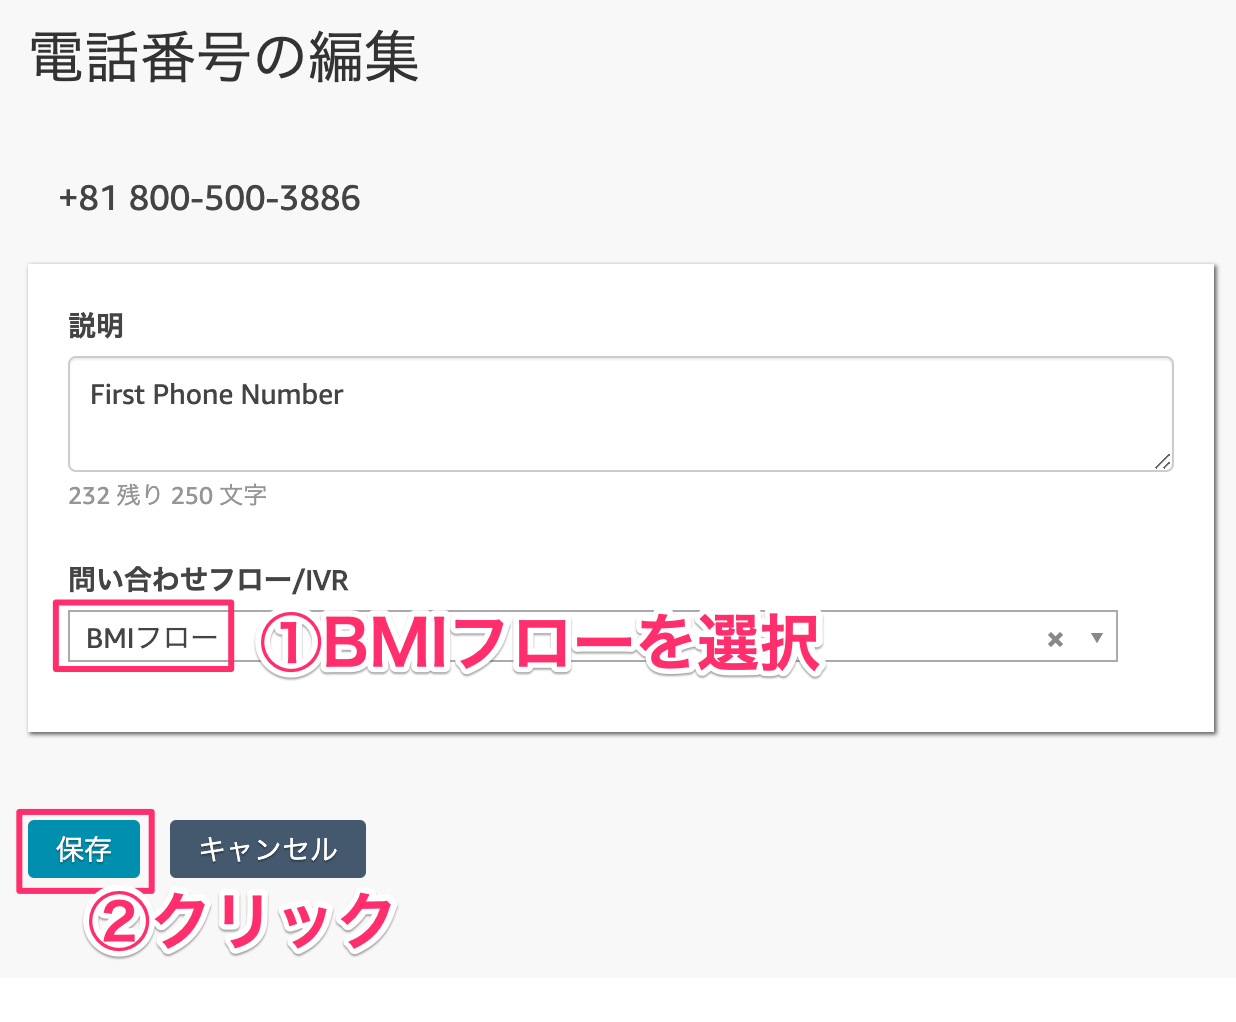 電話番号の編集
+81 800-500-3886
説明
First Phone Number
232 残り 250 文字
問い合わせフロー/IVR
BMIフロー ①BMIフローを選択 × ▼
保存 キャンセル
②クリック